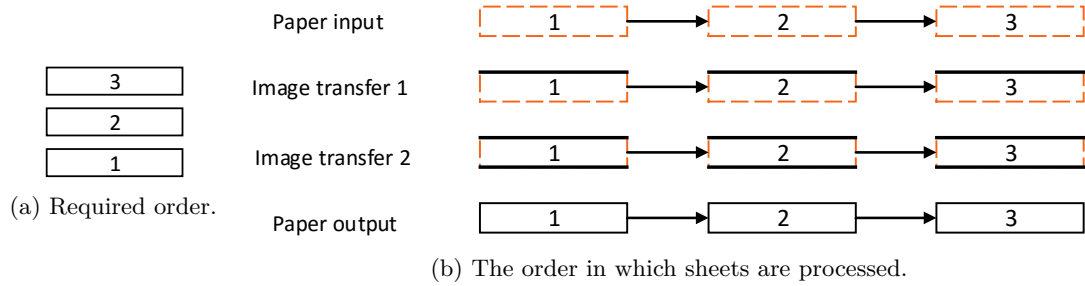 3
2
1
(a) Required order.
Paper input 1 2 3
Image transfer 1 1 2 3
Image transfer 2 1 2 3
Paper output 1 2 3
(b) The order in which sheets are processed.